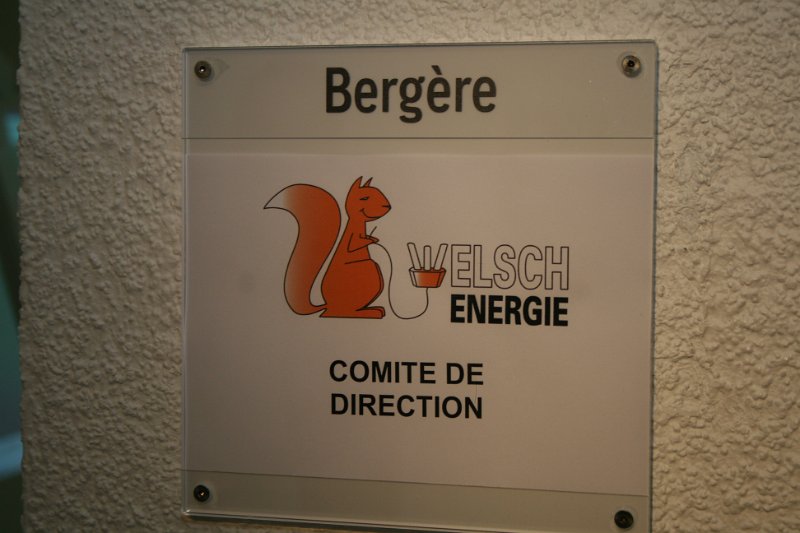 Bergère
WELSCH
ENERGIE
COMITE DE
DIRECTION